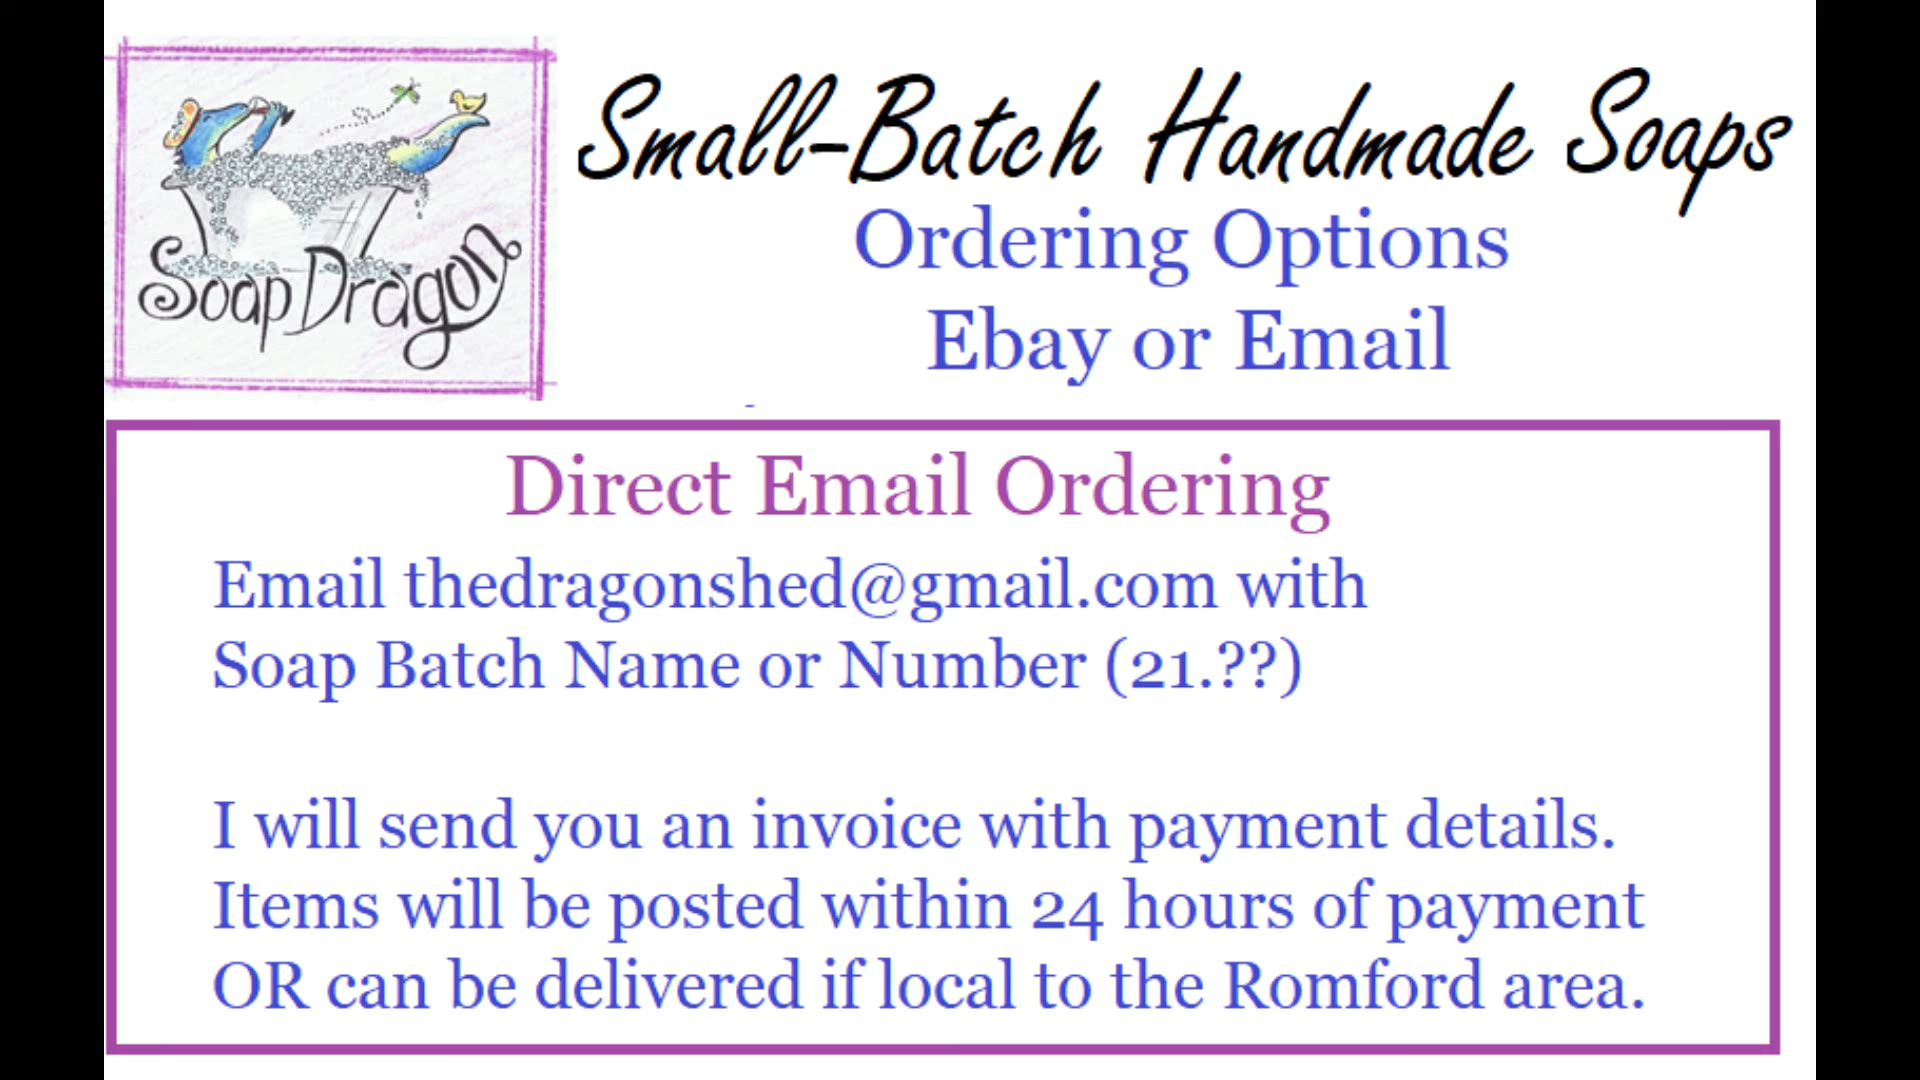 Soap Dragon
Small-Batch Handmade Soaps
Ordering Options
Ebay or Email
Direct Email Ordering
Email thedragonshed@gmail.com with
Soap Batch Name or Number (21.??)
I will send you an invoice with payment details.
Items will be posted within 24 hours of payment
OR can be delivered if local to the Romford area.